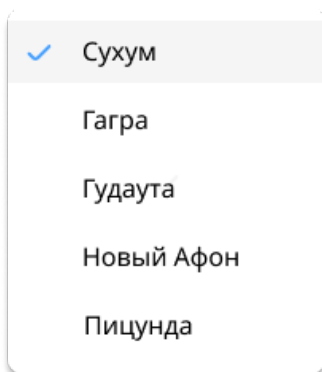 Сухум
Гагра
Гудаута
Новый Афон
Пицунда